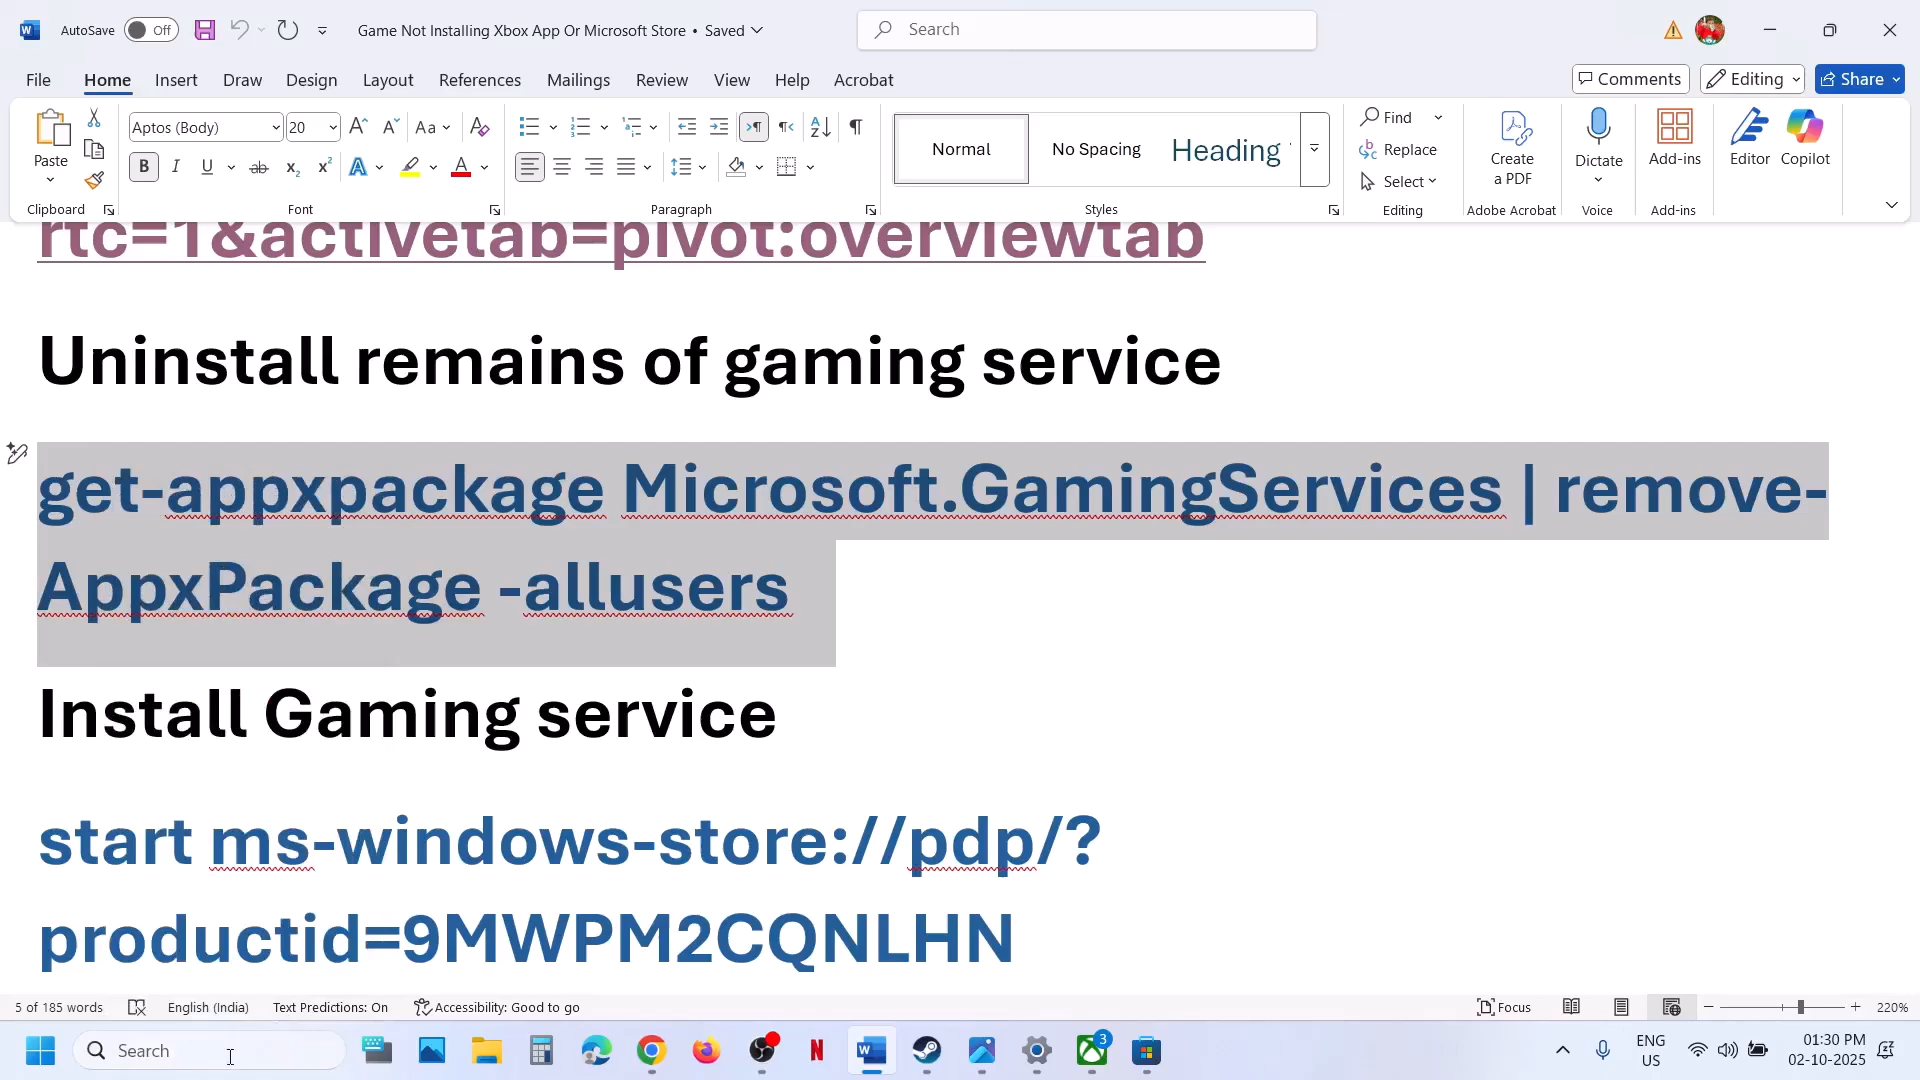 AutoSave Off Game Not Installing Xbox App Or Microsoft Store • Saved Search
File Home Insert Draw Design Layout References Mailings Review View Help Acrobat Comments Editing Share
Paste Aptos (Body) 20 Aa Normal No Spacing Heading Find Replace Select Create a PDF Dictate Add-ins Editor Copilot
Clipboard Font Paragraph Styles Editing Adobe Acrobat Voice Add-ins
rtc=1&activetab=pivot:overviewtab
Uninstall remains of gaming service
get-appxpackage Microsoft.GamingServices | remove-
AppxPackage -allusers
Install Gaming service
start ms-windows-store://pdp/?
productid=9MWPM2CQNLHN
5 of 185 words English (India) Text Predictions: On Accessibility: Good to go Focus 220%
Search 3 ENG US 01:30 PM 02-10-2025